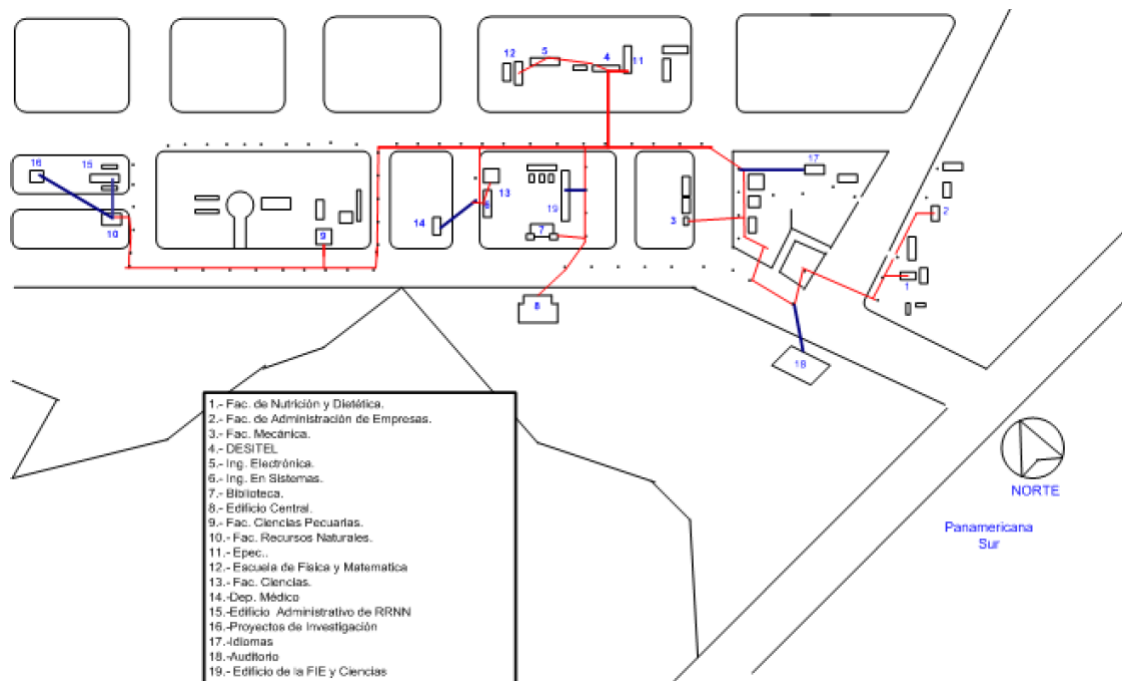 12
5
4
11
16
15
10
9
14
6
13
19
7
8
3
17
2
1
18
1.- Fac. de Nutrición y Dietética.
2.- Fac. de Administración de Empresas.
3.- Fac. Mecánica.
4.- DESITEL
5.- Ing. Electrónica.
6.- Ing. En Sistemas.
7.- Biblioteca.
8.- Edificio Central.
9.- Fac. Ciencias Pecuarias.
10.- Fac. Recursos Naturales.
11.- Epec..
12.- Escuela de Fisica y Matematica
13.- Fac. Ciencias.
14.-Dep. Médico
15.-Edificio Administrativo de RRNN
16.-Proyectos de Investigación
17.-Idiomas
18.-Auditorio
19.- Edificio de la FIE y Ciencias
NORTE
Panamericana
Sur